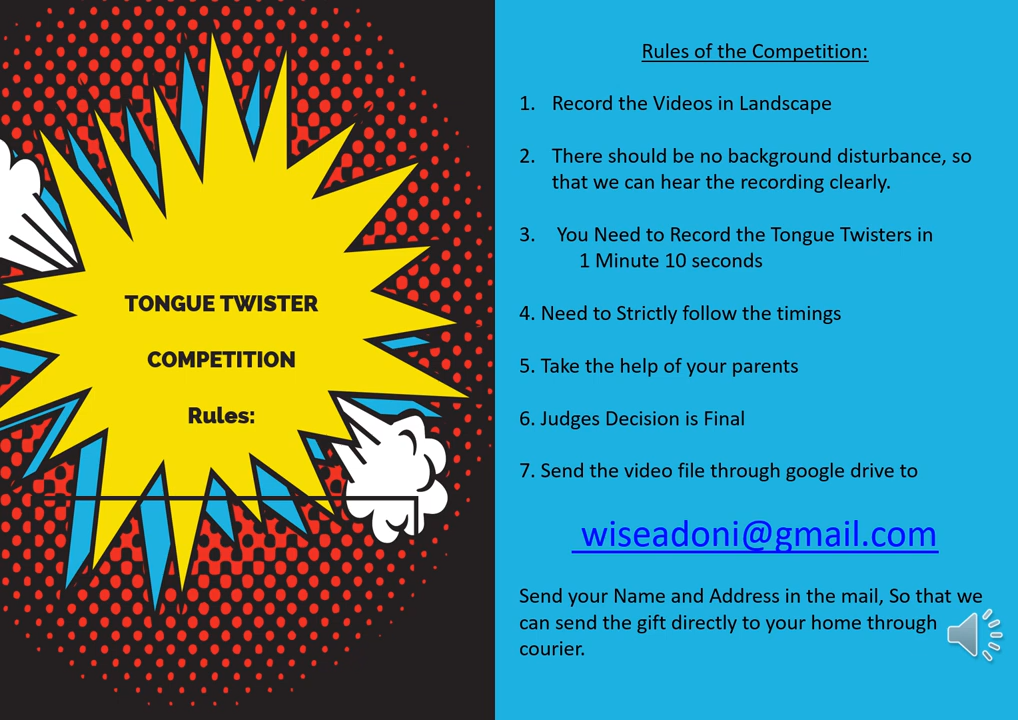 TONGUE TWISTER
COMPETITION
Rules:
Rules of the Competition:
1. Record the Videos in Landscape
2. There should be no background disturbance, so
that we can hear the recording clearly.
3. You Need to Record the Tongue Twisters in
1 Minute 10 seconds
4. Need to Strictly follow the timings
5. Take the help of your parents
6. Judges Decision is Final
7. Send the video file through google drive to
wiseadoni@gmail.com
Send your Name and Address in the mail, So that we
can send the gift directly to your home through
courier.